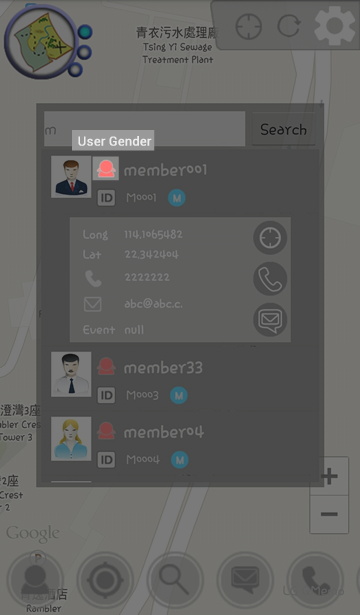 青衣污水處理廠
Tsing Yi Sewage
Treatment Plant
m
Search
User Gender
member001
ID M0001 M
Long 114.1065482
Lat 22.342404
2222222
abc@abc.c.
Event null
member33
ID M0003 M
member04
ID M0004 M
澄灣3座
Tower 3
2座
Crest
r 2
+
−
Google
P
酒店
Rambler